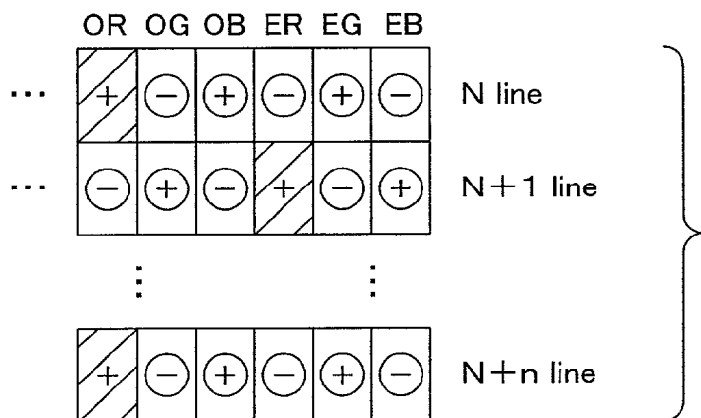 OR OG OB ER EG EB
… + − + − + − N line
… − + − + − + N+1 line
⋮ ⋮
+ − + − + − N+n line